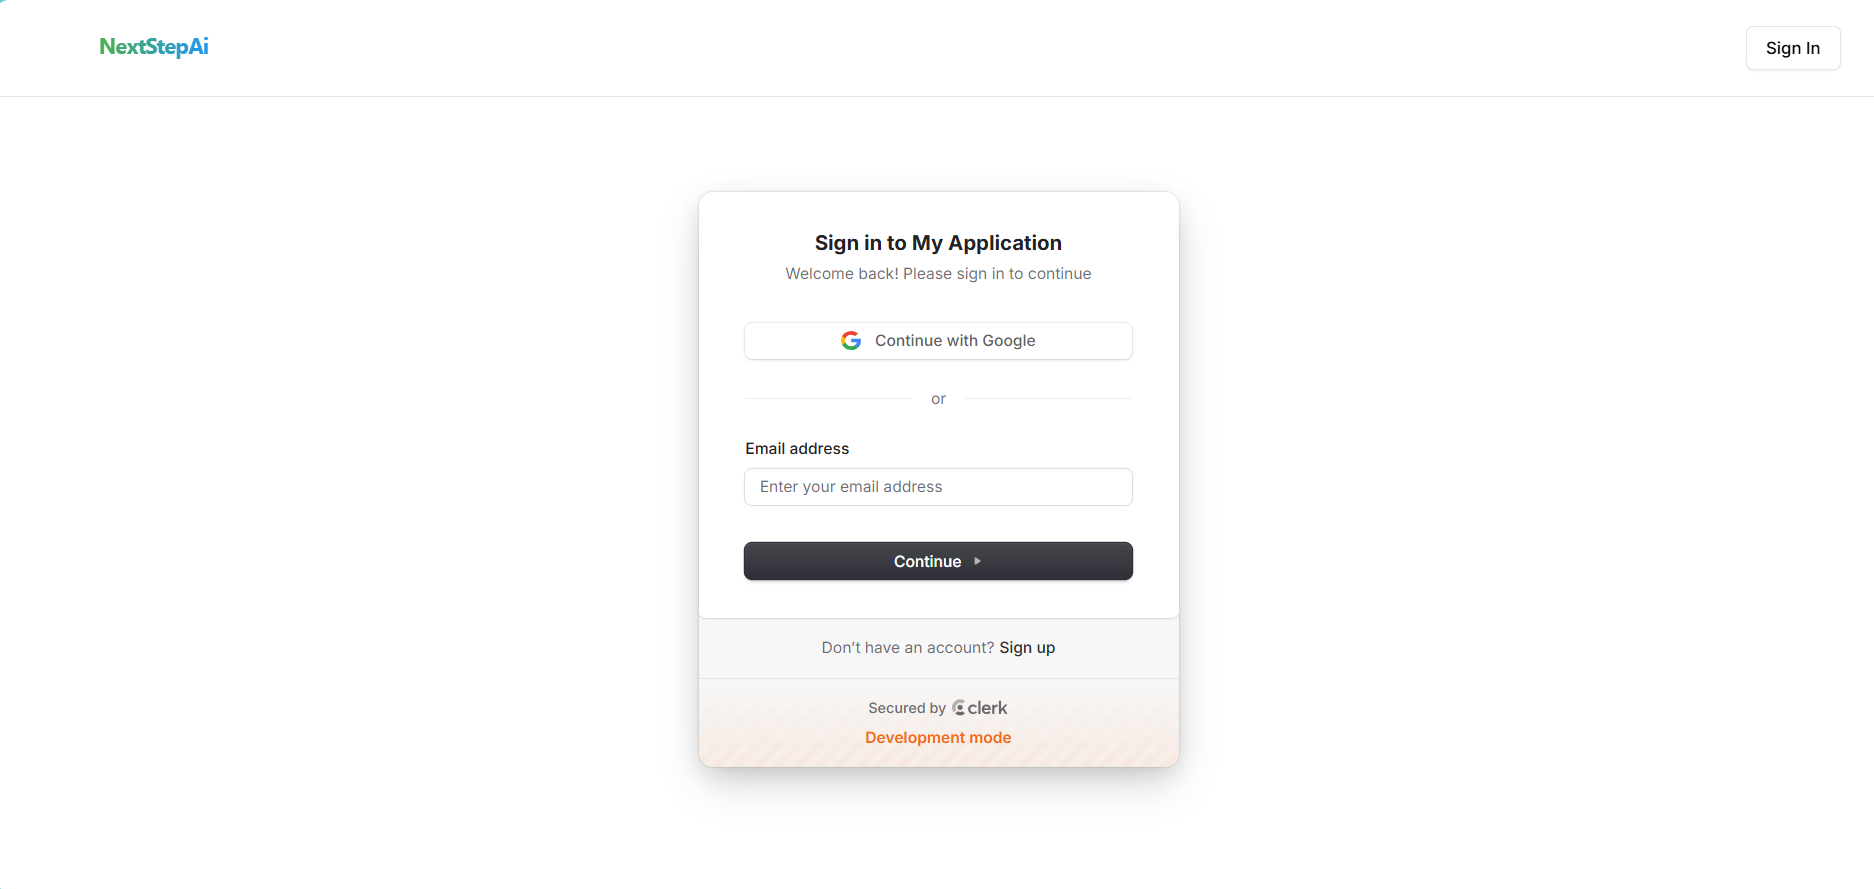 NextStepAi
Sign In
Sign in to My Application
Welcome back! Please sign in to continue
Continue with Google
or
Email address
Enter your email address
Continue
Don’t have an account? Sign up
Secured by clerk
Development mode